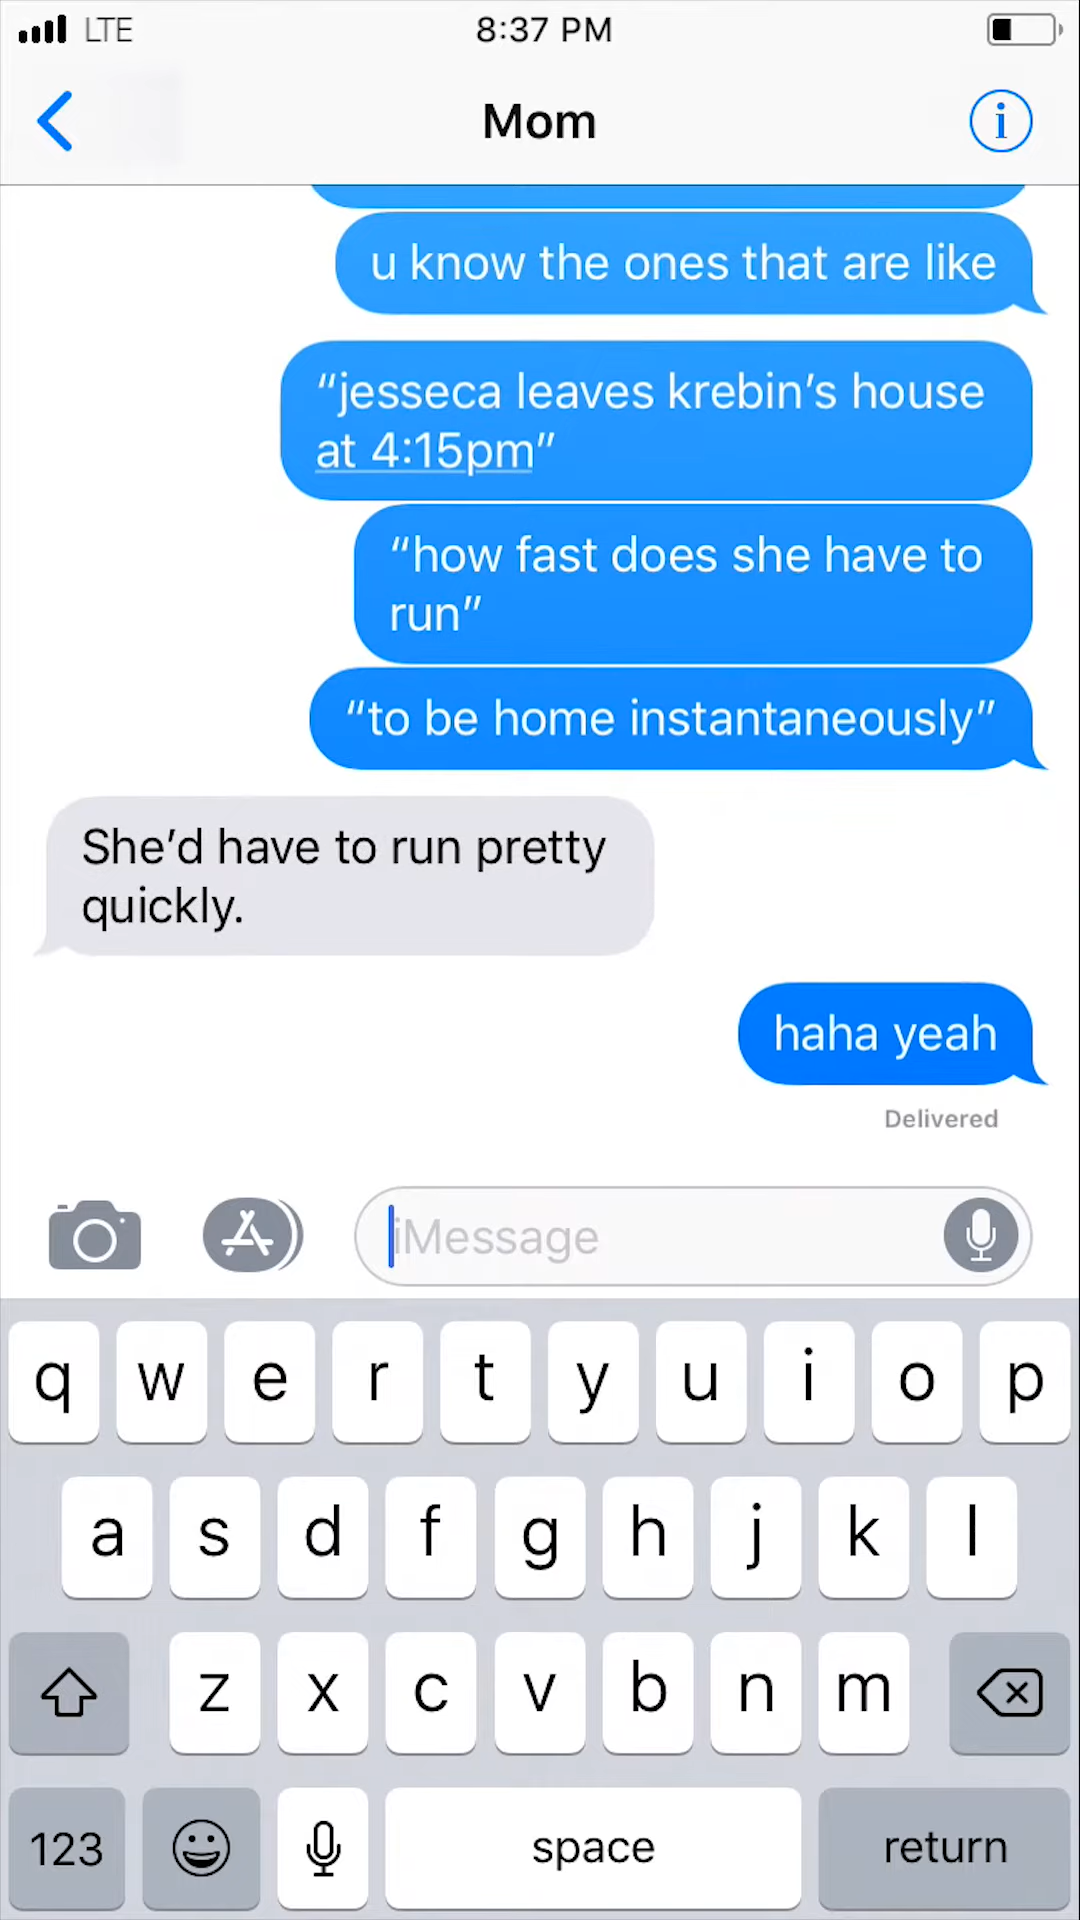 LTE
8:37 PM
Mom
i
u know the ones that are like
“jesseca leaves krebin’s house
at 4:15pm”
“how fast does she have to
run”
“to be home instantaneously”
She’d have to run pretty
quickly.
haha yeah
Delivered
iMessage
q w e r t y u i o p
a s d f g h j k l
z x c v b n m
123 space return